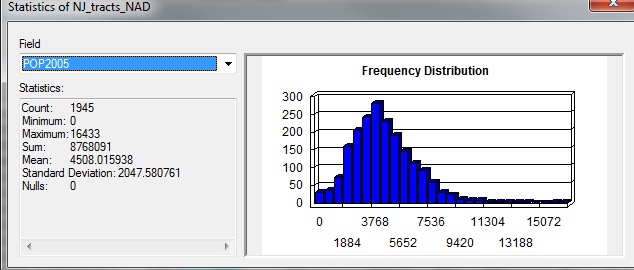 Statistics of NJ_tracts_NAD
Field
POP2005
Statistics:
Count: 1945
Minimum: 0
Maximum: 16433
Sum: 8768091
Mean: 4508.015938
Standard Deviation: 2047.580761
Nulls: 0
Frequency Distribution
300
250
200
150
100
50
0
0 3768 7536 11304 15072
1884 5652 9420 13188